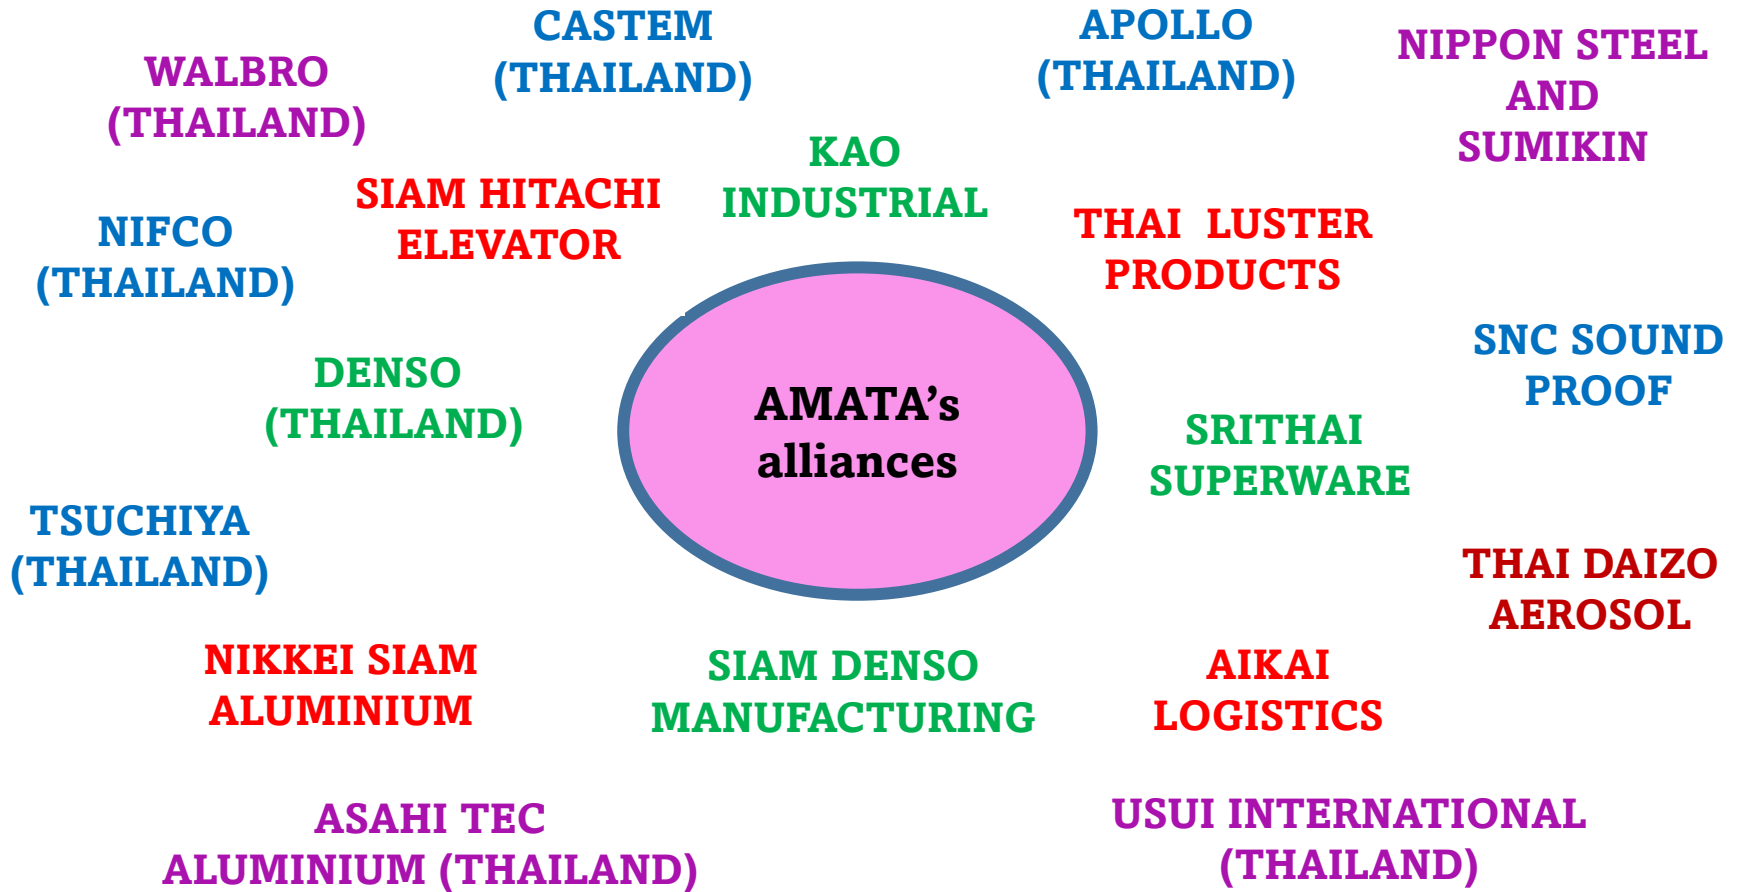 CASTEM
(THAILAND)
APOLLO
(THAILAND)
NIPPON STEEL
AND
SUMIKIN
WALBRO
(THAILAND)
KAO
INDUSTRIAL
SIAM HITACHI
ELEVATOR
THAI  LUSTER
PRODUCTS
NIFCO
(THAILAND)
SNC SOUND
PROOF
DENSO
(THAILAND)
AMATA’s
alliances
SRITHAI
SUPERWARE
TSUCHIYA
(THAILAND)
THAI DAIZO
AEROSOL
NIKKEI SIAM
ALUMINIUM
SIAM DENSO
MANUFACTURING
AIKAI
LOGISTICS
ASAHI TEC
ALUMINIUM (THAILAND)
USUI INTERNATIONAL
(THAILAND)